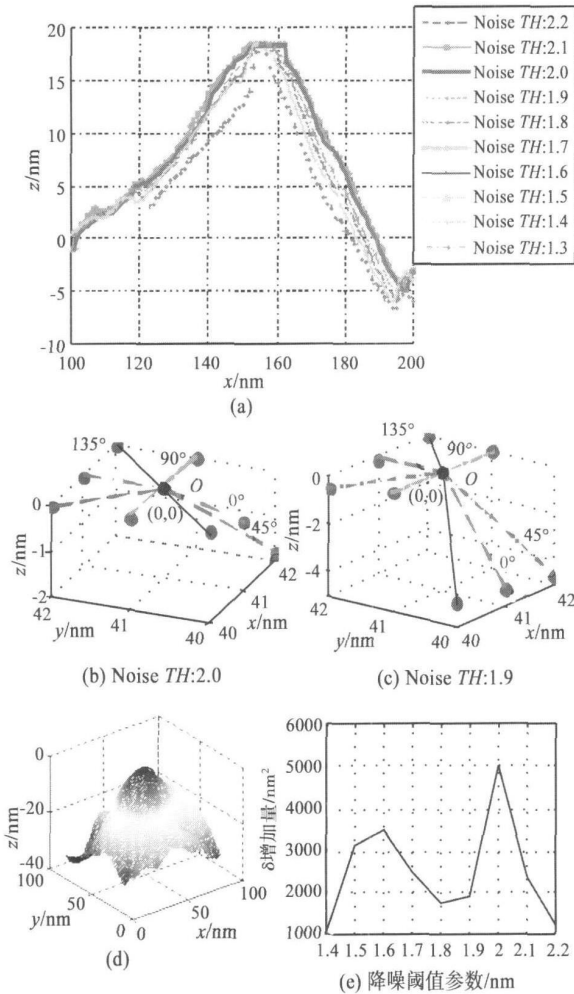 20
15
10
5
0
-5
-10
z/nm
100 120 140 160 180 200
x/nm
Noise TH:2.2
Noise TH:2.1
Noise TH:2.0
Noise TH:1.9
Noise TH:1.8
Noise TH:1.7
Noise TH:1.6
Noise TH:1.5
Noise TH:1.4
Noise TH:1.3
(a)
135°
90°
O
(0,0)
0°
45°
0
-1
-2
z/nm
42 41 40
y/nm
40 41 42
x/nm
(b) Noise TH:2.0
135°
90°
O
(0,0)
45°
0°
0
-2
-4
z/nm
42 41 40
y/nm
40 41 42
x/nm
(c) Noise TH:1.9
0
-20
-40
z/nm
100 50 0
y/nm
0 50 100
x/nm
(d)
6000
5000
4000
3000
2000
1000
δ增加量/nm²
1.4 1.5 1.6 1.7 1.8 1.9 2 2.1 2.2
(e) 降噪阈值参数/nm